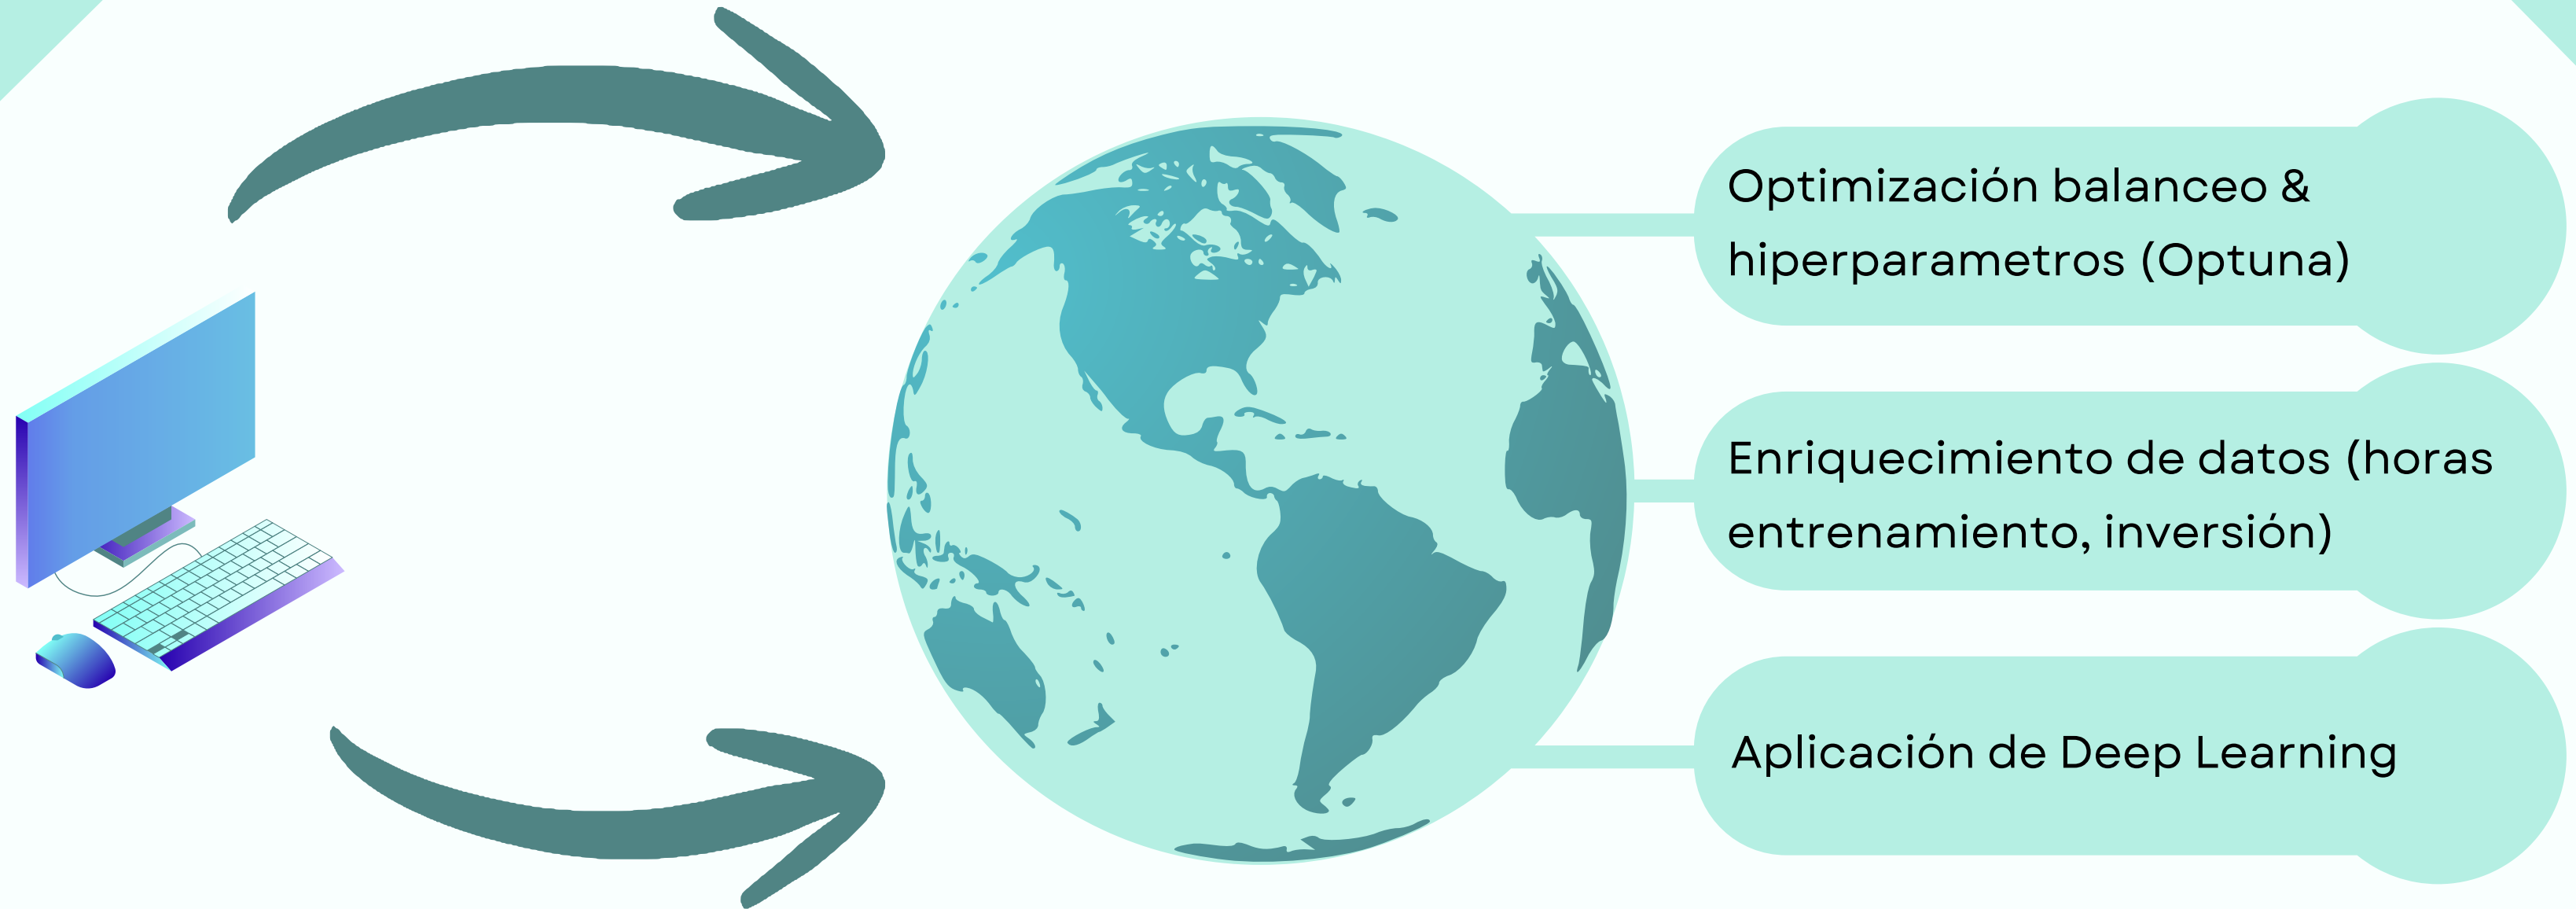 Optimización balanceo &
hiperparametros (Optuna)
Enriquecimiento de datos (horas
entrenamiento, inversión)
Aplicación de Deep Learning